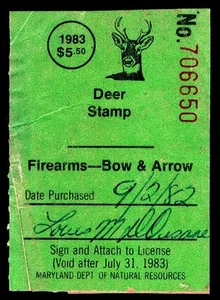 1983
$5.50
No. 706650
Deer
Stamp
Firearms—Bow & Arrow
Date Purchased 9/2/82
Louis M
Sign and Attach to License
(Void after July 31, 1983)
MARYLAND DEPT OF NATURAL RESOURCES